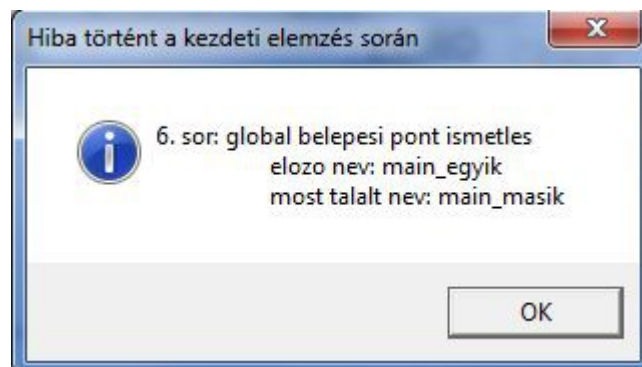 Hiba történt a kezdeti elemzés során
6. sor: global belepesi pont ismetles
elozo nev: main_egyik
most talalt nev: main_masik
OK